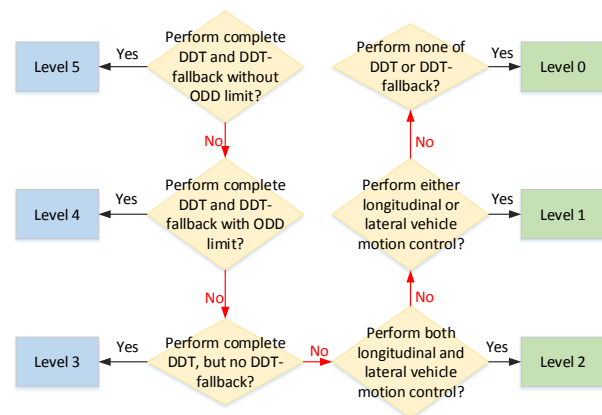 Level 5
Yes
Perform complete
DDT and DDT-
fallback without
ODD limit?
Perform none of
DDT or DDT-
fallback?
Yes
Level 0
No
No
Level 4
Yes
Perform complete
DDT and DDT-
fallback with ODD
limit?
Perform either
longitudinal or
lateral vehicle
motion control?
Yes
Level 1
No
No
Level 3
Yes
Perform complete
DDT, but no DDT-
fallback?
No
Perform both
longitudinal and
lateral vehicle
motion control?
Yes
Level 2